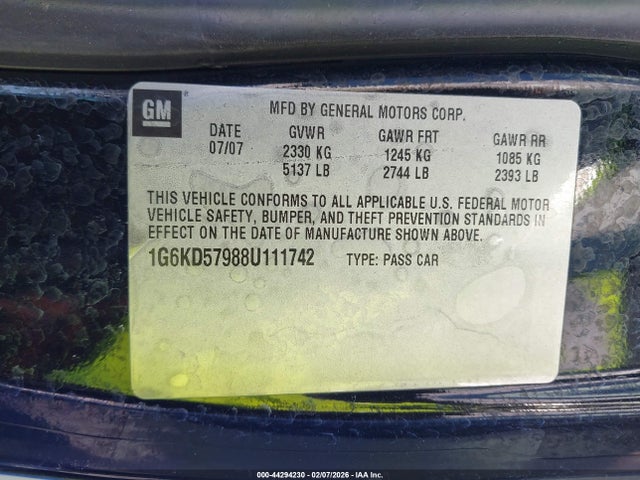 GM
MFD BY GENERAL MOTORS CORP.
DATE GVWR GAWR FRT GAWR RR
07/07 2330 KG 1245 KG 1085 KG
5137 LB 2744 LB 2393 LB
THIS VEHICLE CONFORMS TO ALL APPLICABLE U.S. FEDERAL MOTOR
VEHICLE SAFETY, BUMPER, AND THEFT PREVENTION STANDARDS IN
EFFECT ON THE DATE OF MANUFACTURE SHOWN ABOVE.
1G6KD57988U111742 TYPE: PASS CAR
000-44294230 - 02/07/2026 - IAA Inc.